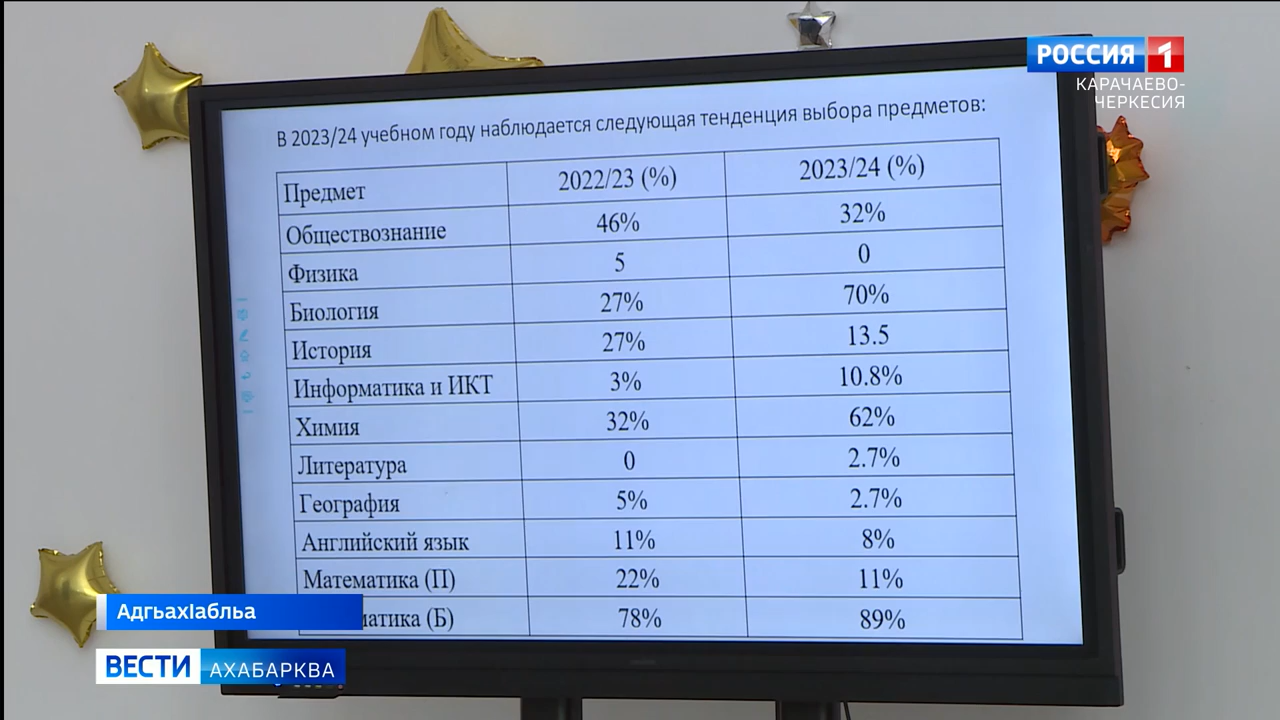 РОССИЯ 1
КАРАЧАЕВО-
ЧЕРКЕСИЯ
В 2023/24 учебном году наблюдается следующая тенденция выбора предметов:
Предмет 2022/23 (%) 2023/24 (%)
Обществознание 46% 32%
Физика 5 0
Биология 27% 70%
История 27% 13.5
Информатика и ИКТ 3% 10.8%
Химия 32% 62%
Литература 0 2.7%
География 5% 2.7%
Английский язык 11% 8%
Математика (П) 22% 11%
матика (Б) 78% 89%
АдгьахІабльа
ВЕСТИ АХАБАРКВА